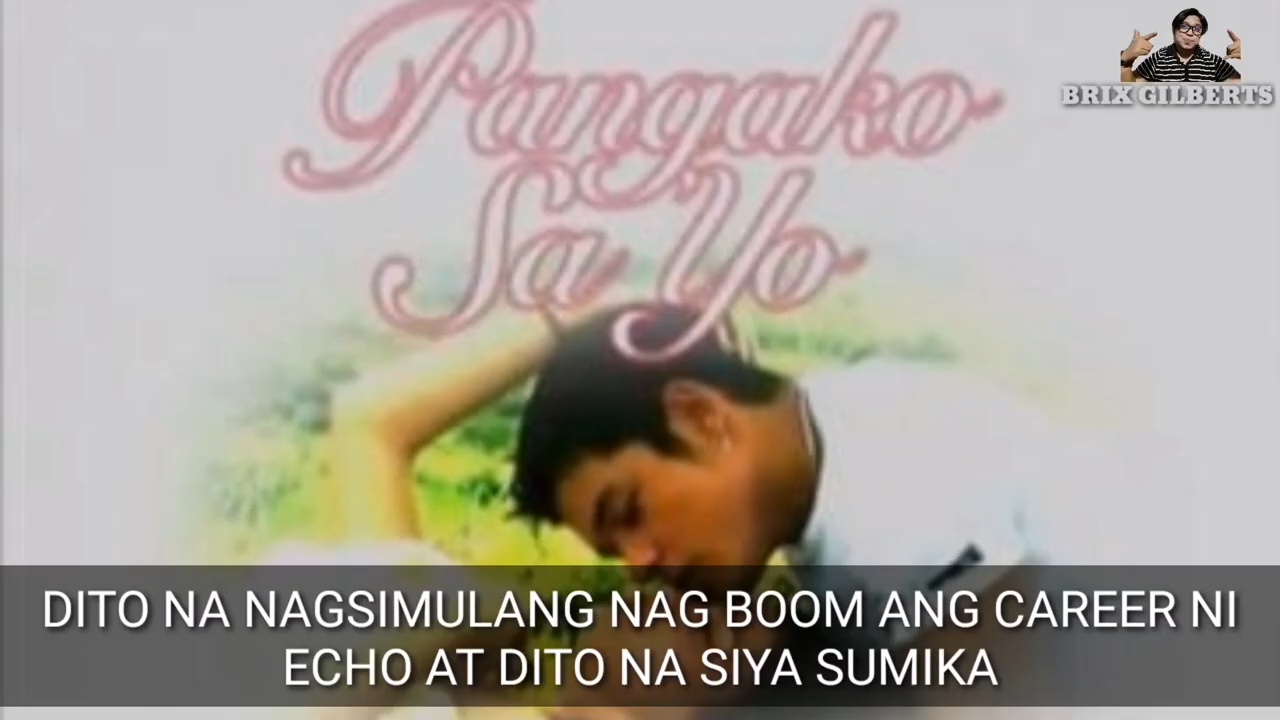 Pangako
Sa Yo
BRIX GILBERTS
DITO NA NAGSIMULANG NAG BOOM ANG CAREER NI
ECHO AT DITO NA SIYA SUMIKA